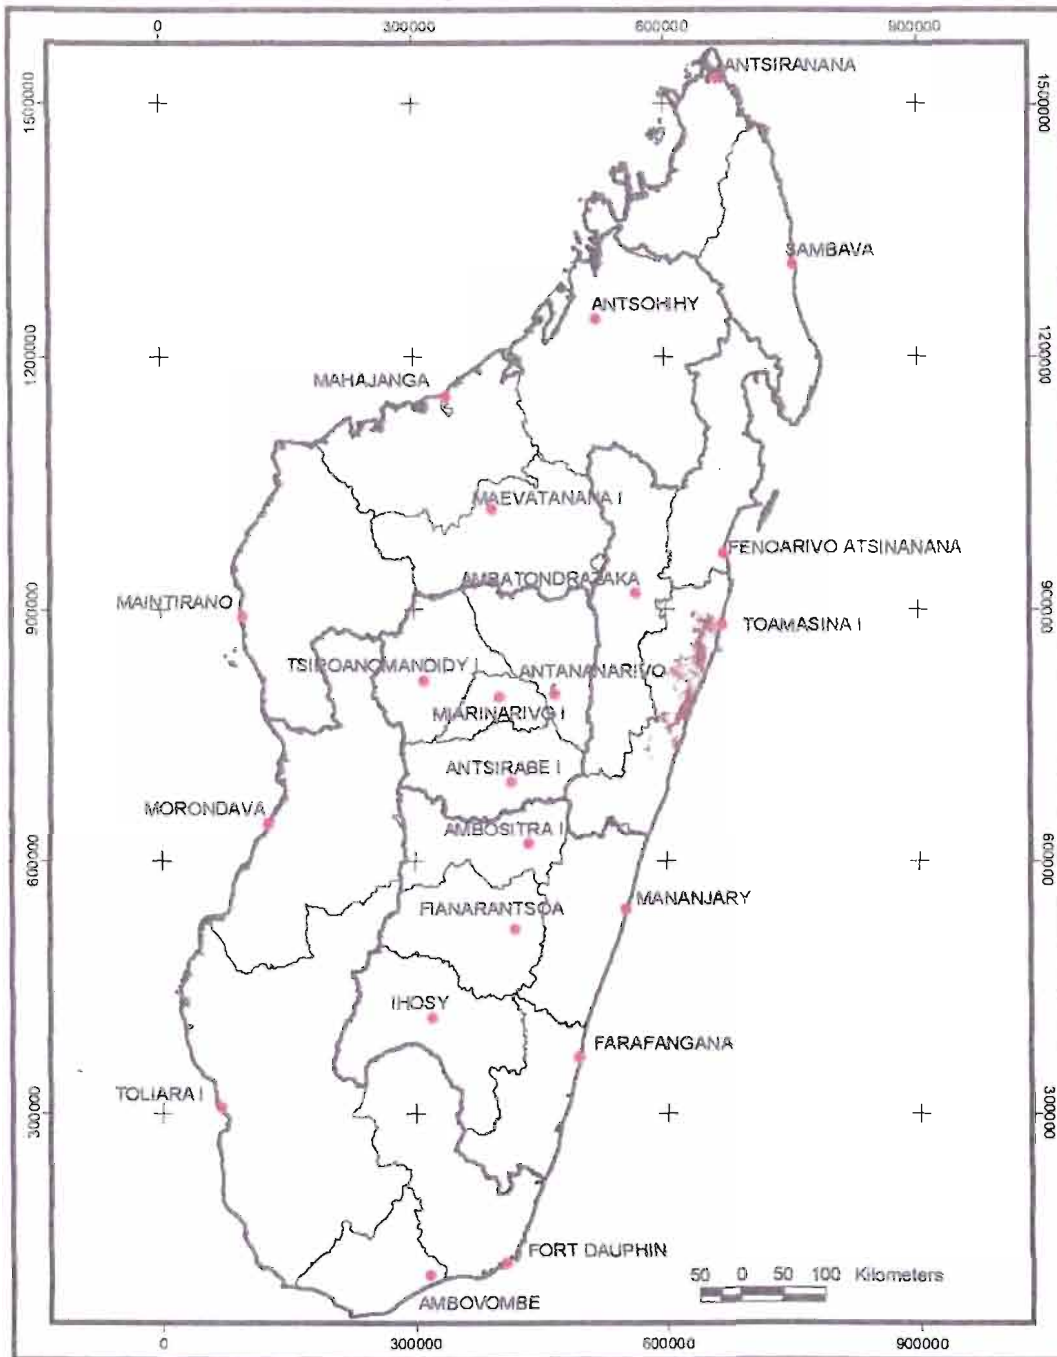 0 300000 600000 900000
ANTSIRANANA
1500000 1500000
SAMBAVA
ANTSOHIHY
1200000 1200000
MAHAJANGA
MAEVATANANA I
FENOARIVO ATSINANANA
AMBATONDRAZAKA
MAINTIRANO
900000 900000
TOAMASINA I
TSIROANOMANDIDY I
ANTANANARIVO
MIARINARIVO I
ANTSIRABE I
MORONDAVA
AMBOSITRA I
600000 600000
MANANJARY
FIANARANTSOA
IHOSY
FARAFANGANA
TOLIARA I
300000 300000
FORT DAUPHIN
50 0 50 100 Kilometers
AMBOVOMBE
0 300000 600000 900000